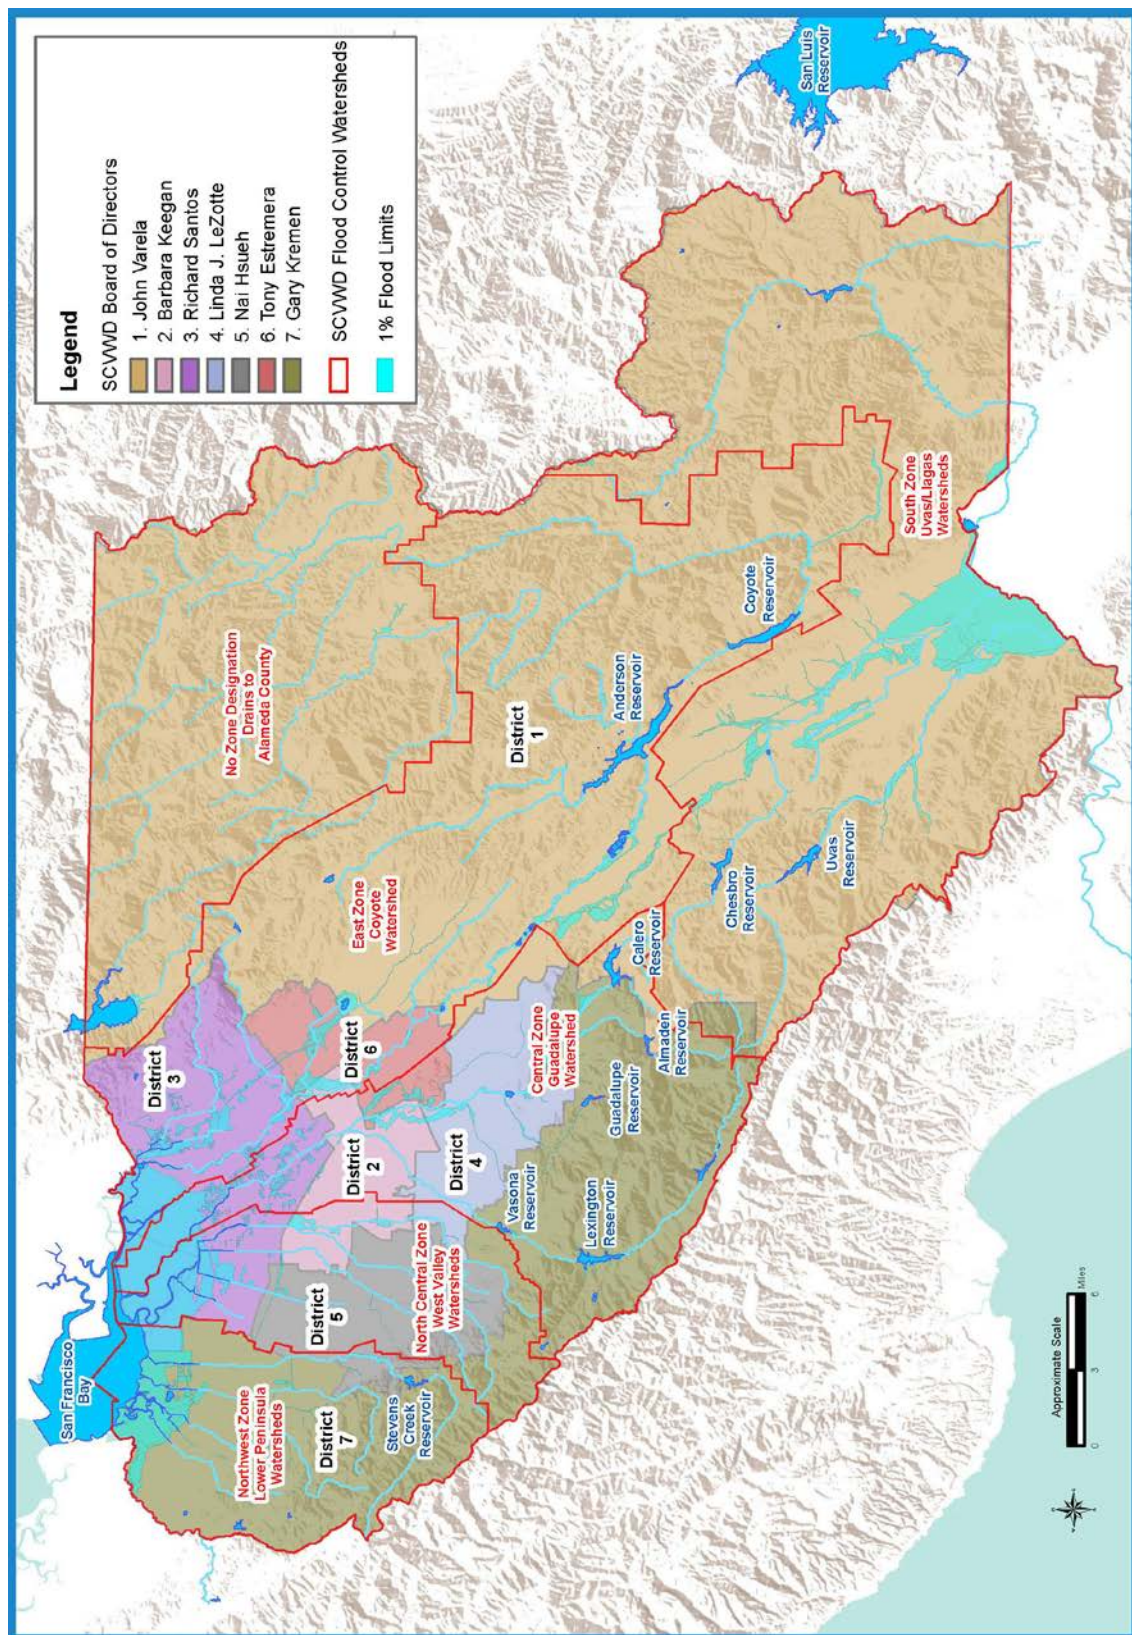 San Luis
Reservoir
Legend
SCVWD Board of Directors
1. John Varela
2. Barbara Keegan
3. Richard Santos
4. Linda J. LeZotte
5. Nai Hsueh
6. Tony Estremera
7. Gary Kremen
SCVWD Flood Control Watersheds
1% Flood Limits
San Francisco
Bay
No Zone Designation
Drains to
Alameda County
District
3
District
1
East Zone
Coyote
Watershed
District
6
Northwest Zone
Lower Peninsula
Watersheds
District
7
District
5
District
2
Stevens
Creek
Reservoir
North Central Zone
West Valley
Watersheds
District
4
Vasona
Reservoir
Central Zone
Guadalupe
Watershed
Lexington
Reservoir
Guadalupe
Reservoir
Almaden
Reservoir
Calero
Reservoir
Chesbro
Reservoir
Uvas
Reservoir
Anderson
Reservoir
Coyote
Reservoir
South Zone
Uvas/Llagas
Watersheds
Approximate Scale
0 3 6
Miles